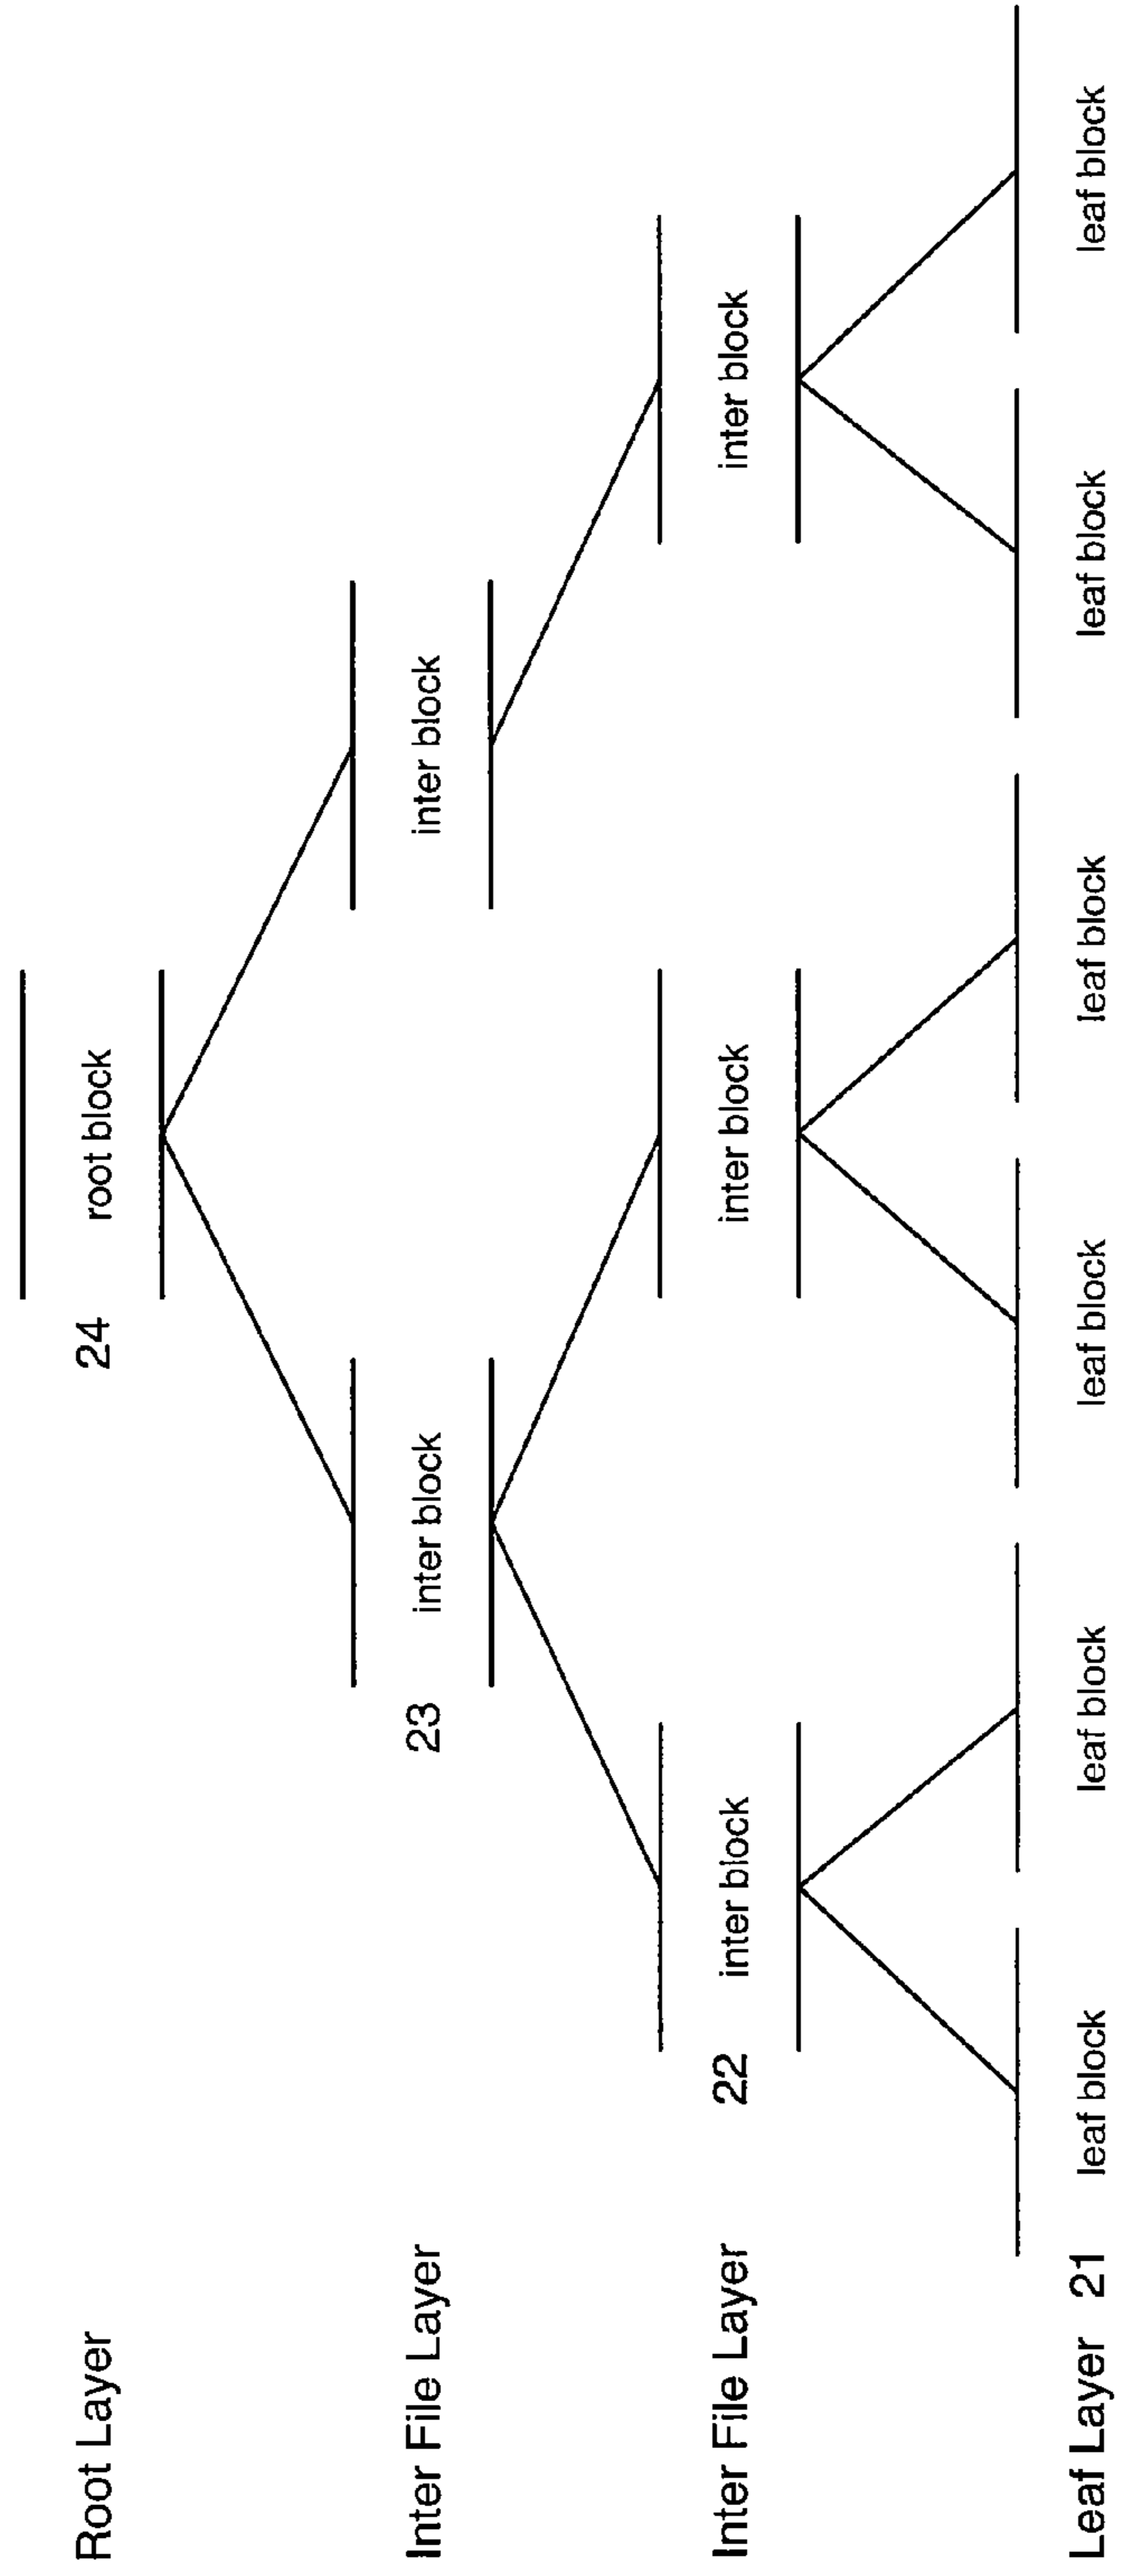 Root Layer
24 root block
Inter File Layer
23 inter block inter block
Inter File Layer
22 inter block inter block inter block
Leaf Layer 21 leaf block leaf block leaf block leaf block leaf block leaf block